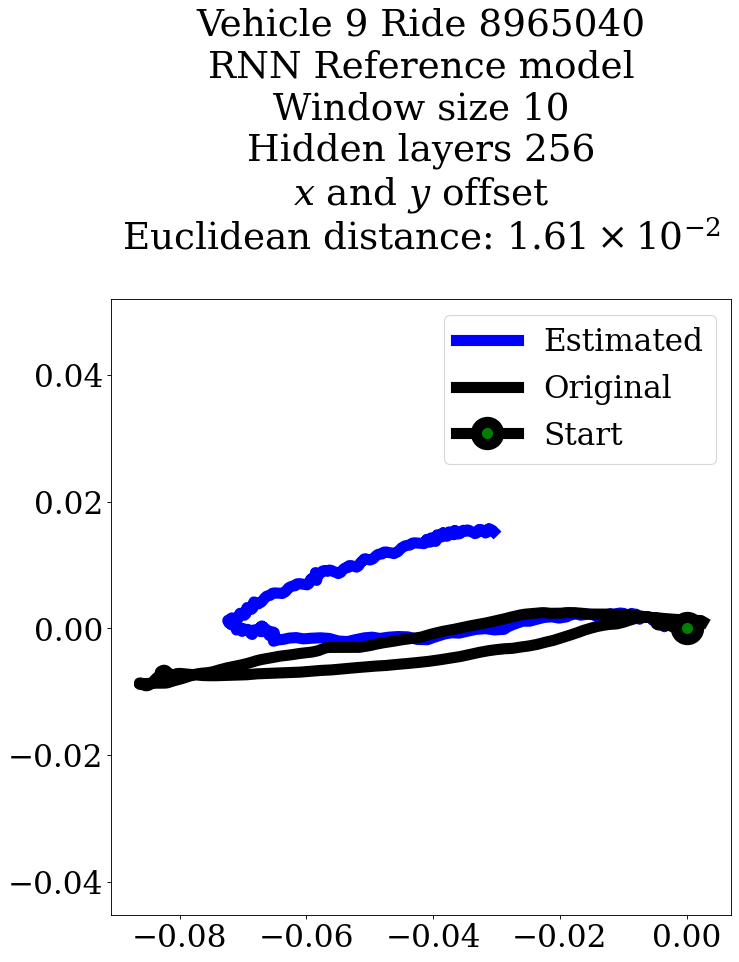 Vehicle 9 Ride 8965040
RNN Reference model
Window size 10
Hidden layers 256
x and y offset
Euclidean distance: 1.61 × 10⁻²
Estimated
Original
Start
0.04
0.02
0.00
−0.02
−0.04
−0.08
−0.06
−0.04
−0.02
0.00